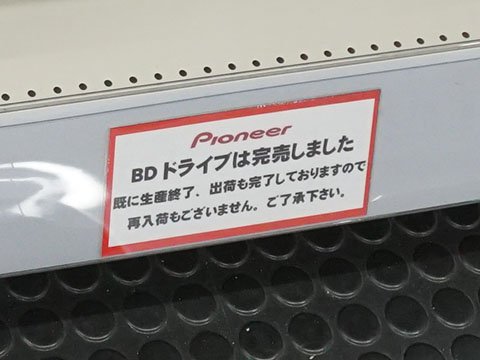 Pioneer
BDドライブは完売しました
既に生産終了、出荷も完了しておりますので
再入荷もございません。ご了承下さい。